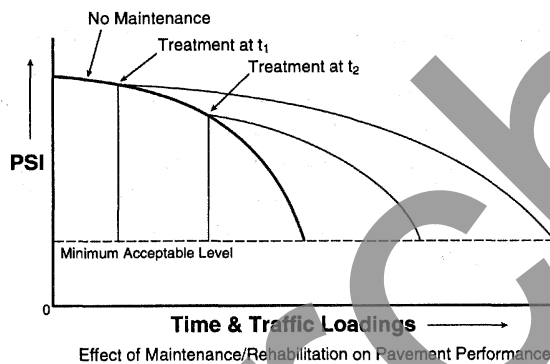 No Maintenance
Treatment at t₁
Treatment at t₂
PSI
Minimum Acceptable Level
0
Time & Traffic Loadings
Effect of Maintenance/Rehabilitation on Pavement Performance